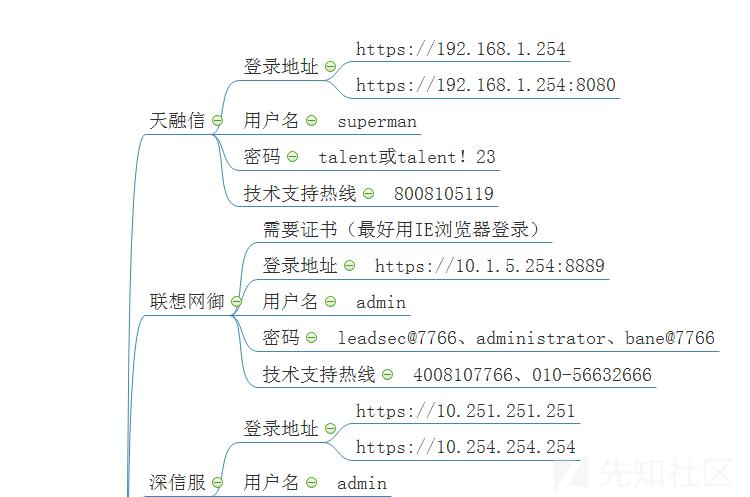 https://192.168.1.254
登录地址
https://192.168.1.254:8080
天融信
用户名 superman
密码 talent或talent！23
技术支持热线 8008105119
需要证书（最好用IE浏览器登录）
登录地址 https://10.1.5.254:8889
联想网御
用户名 admin
密码 leadsec@7766、administrator、bane@7766
技术支持热线 4008107766、010-56632666
https://10.251.251.251
登录地址
https://10.254.254.254
深信服
用户名 admin
先知社区